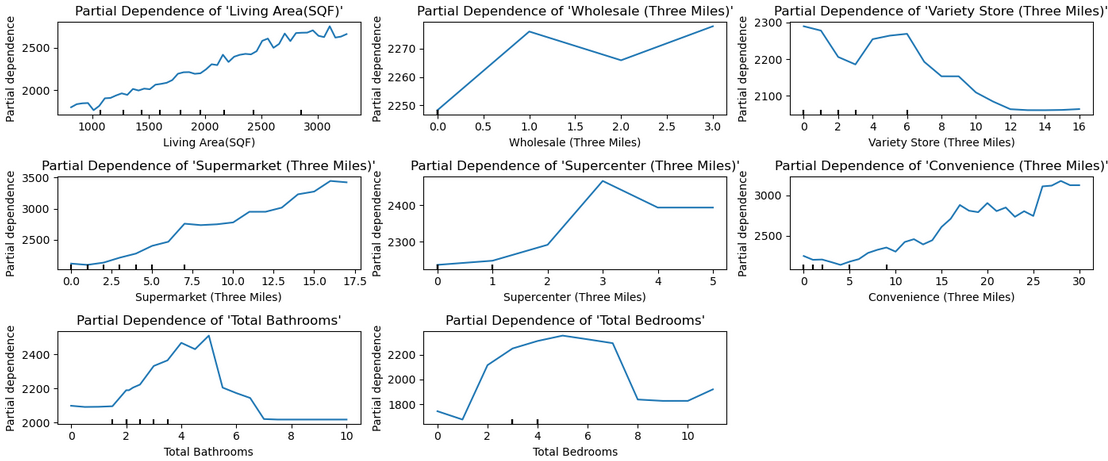 Partial Dependence of 'Living Area(SQF)'
Partial dependence
2500
2000
1000 1500 2000 2500 3000
Living Area(SQF)
Partial Dependence of 'Wholesale (Three Miles)'
Partial dependence
2270
2260
2250
0.0 0.5 1.0 1.5 2.0 2.5 3.0
Wholesale (Three Miles)
Partial Dependence of 'Variety Store (Three Miles)'
Partial dependence
2300
2200
2100
0 2 4 6 8 10 12 14 16
Variety Store (Three Miles)
Partial Dependence of 'Supermarket (Three Miles)'
Partial dependence
3500
3000
2500
0.0 2.5 5.0 7.5 10.0 12.5 15.0 17.5
Supermarket (Three Miles)
Partial Dependence of 'Supercenter (Three Miles)'
Partial dependence
2400
2300
0 1 2 3 4 5
Supercenter (Three Miles)
Partial Dependence of 'Convenience (Three Miles)'
Partial dependence
3000
2500
0 5 10 15 20 25 30
Convenience (Three Miles)
Partial Dependence of 'Total Bathrooms'
Partial dependence
2400
2200
2000
0 2 4 6 8 10
Total Bathrooms
Partial Dependence of 'Total Bedrooms'
Partial dependence
2200
2000
1800
0 2 4 6 8 10
Total Bedrooms